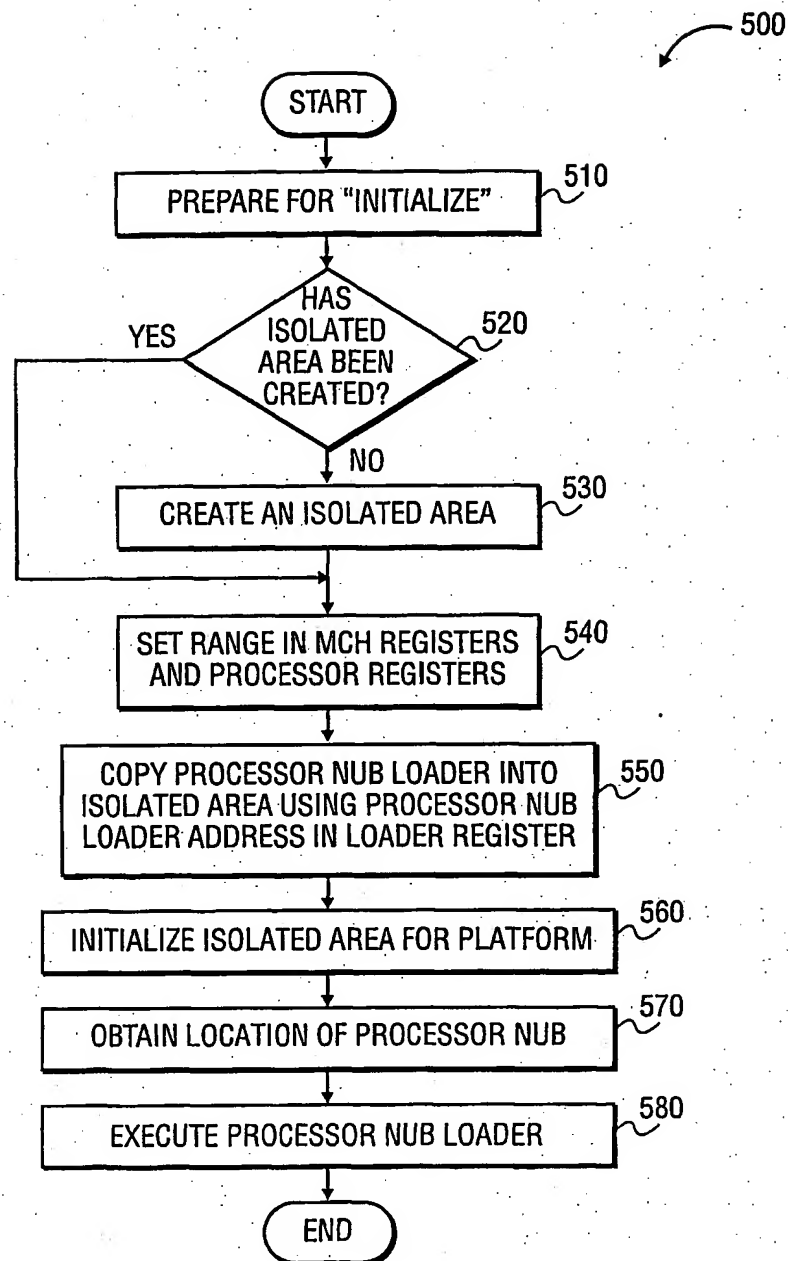 500
START
PREPARE FOR “INITIALIZE”
510
HAS
ISOLATED
AREA BEEN
CREATED?
520
YES
NO
CREATE AN ISOLATED AREA
530
SET RANGE IN MCH REGISTERS
AND PROCESSOR REGISTERS
540
COPY PROCESSOR NUB LOADER INTO
ISOLATED AREA USING PROCESSOR NUB
LOADER ADDRESS IN LOADER REGISTER
550
INITIALIZE ISOLATED AREA FOR PLATFORM
560
OBTAIN LOCATION OF PROCESSOR NUB
570
EXECUTE PROCESSOR NUB LOADER
580
END